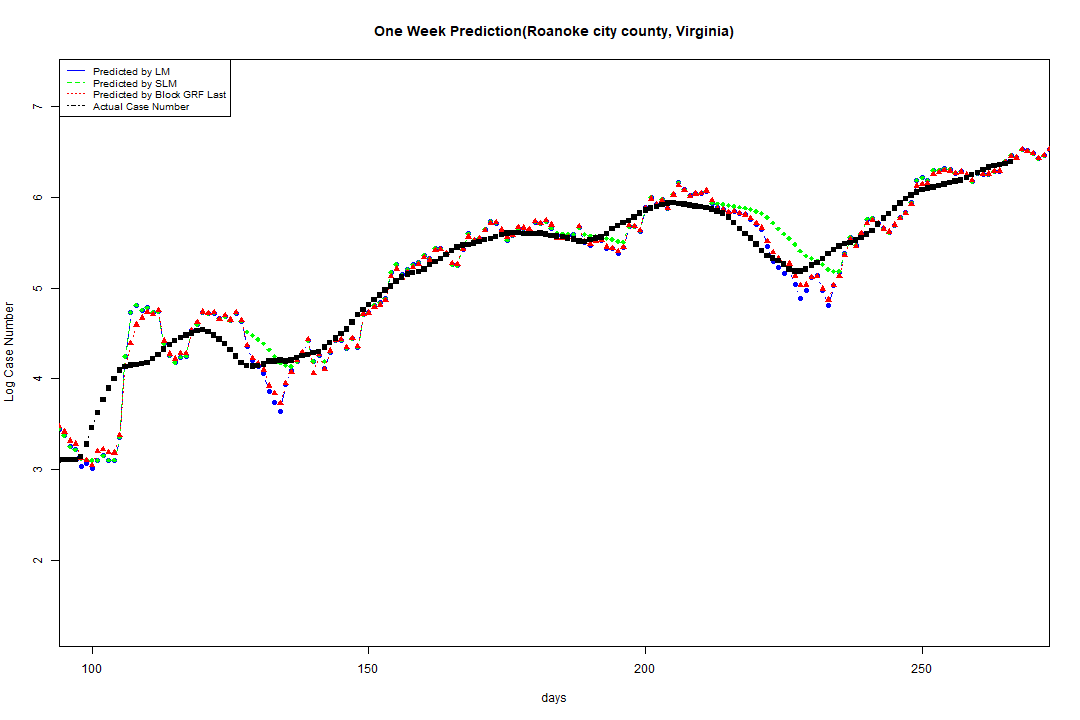 One Week Prediction(Roanoke city county, Virginia)
Predicted by LM
Predicted by SLM
Predicted by Block GRF Last
Actual Case Number
7
6
5
4
3
2
Log Case Number
100 150 200 250
days